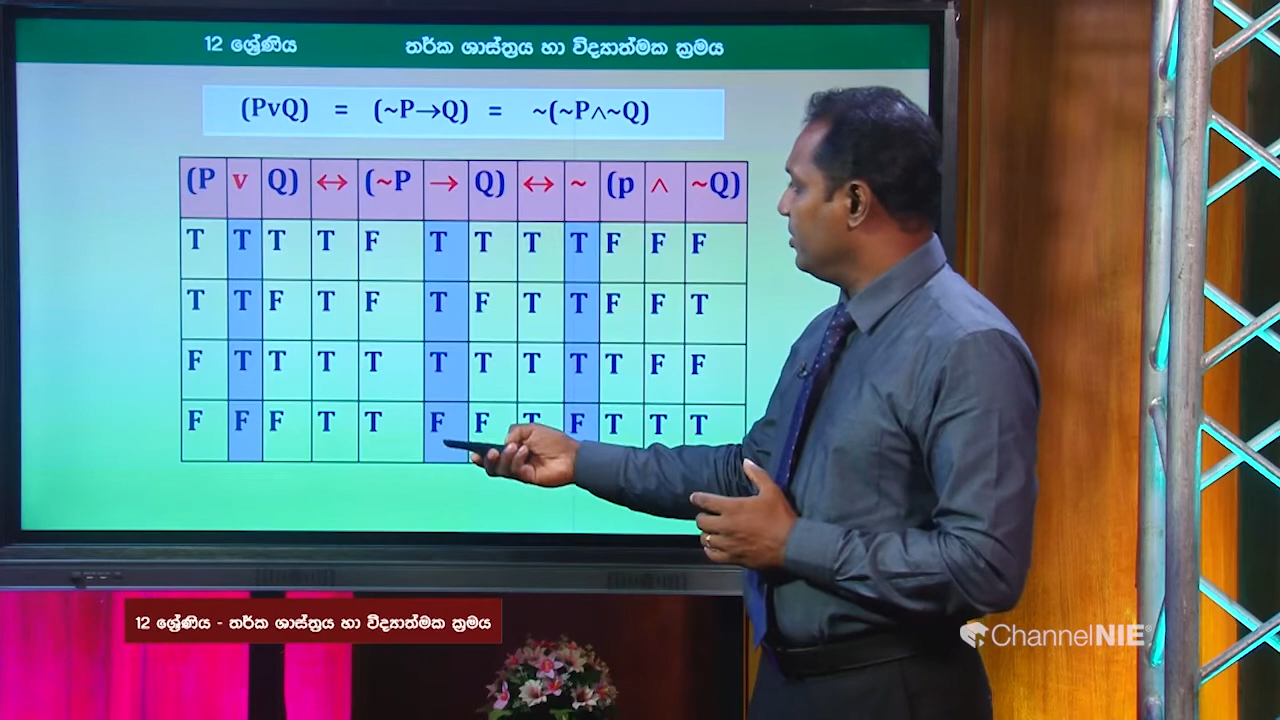 12 ශ්‍රේණිය තර්ක ශාස්ත්‍රය හා විද්‍යාත්මක ක්‍රමය
(PvQ) = (~P→Q) = ~(~P∧~Q)
(P v Q) ↔ (~P → Q) ↔ ~ (p ∧ ~Q)
T T T T F T T T T F F F
T T F T F T F T T F F T
F T T T T T T T T T F F
F F F T T F F T F T T T
12 ශ්‍රේණිය - තර්ක ශාස්ත්‍රය හා විද්‍යාත්මක ක්‍රමය
ChannelNIE